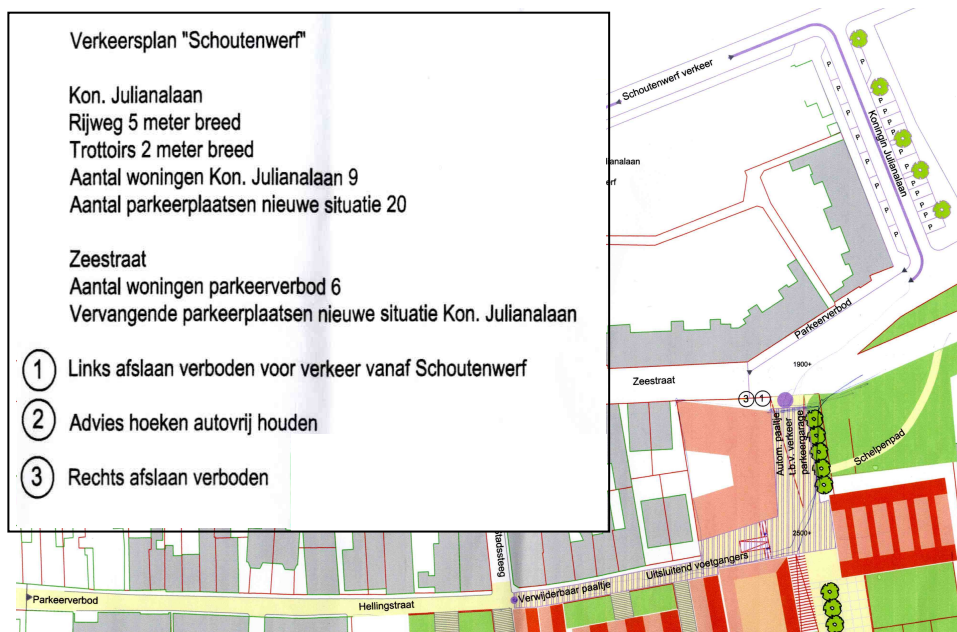 Verkeersplan "Schoutenwerf"
Kon. Julianalaan
Rijweg 5 meter breed
Trottoirs 2 meter breed
Aantal woningen Kon. Julianalaan 9
Aantal parkeerplaatsen nieuwe situatie 20
Zeestraat
Aantal woningen parkeerverbod 6
Vervangende parkeerplaatsen nieuwe situatie Kon. Julianalaan
1 Links afslaan verboden voor verkeer vanaf Schoutenwerf
2 Advies hoeken autovrij houden
3 Rechts afslaan verboden
Schoutenwerf verkeer
Koningin Julianalaan
P P P P P P P P P P P P P P P P P P P P
Parkeerverbod
1900+
Zeestraat
3 1
Autom. paaltje
t.b.v. verkeer
parkeergarage
Schelpenpad
2500+
Uitsluitend voetgangers
Verwijderbaar paaltje
Stadssteeg
Hellingstraat
Parkeerverbod